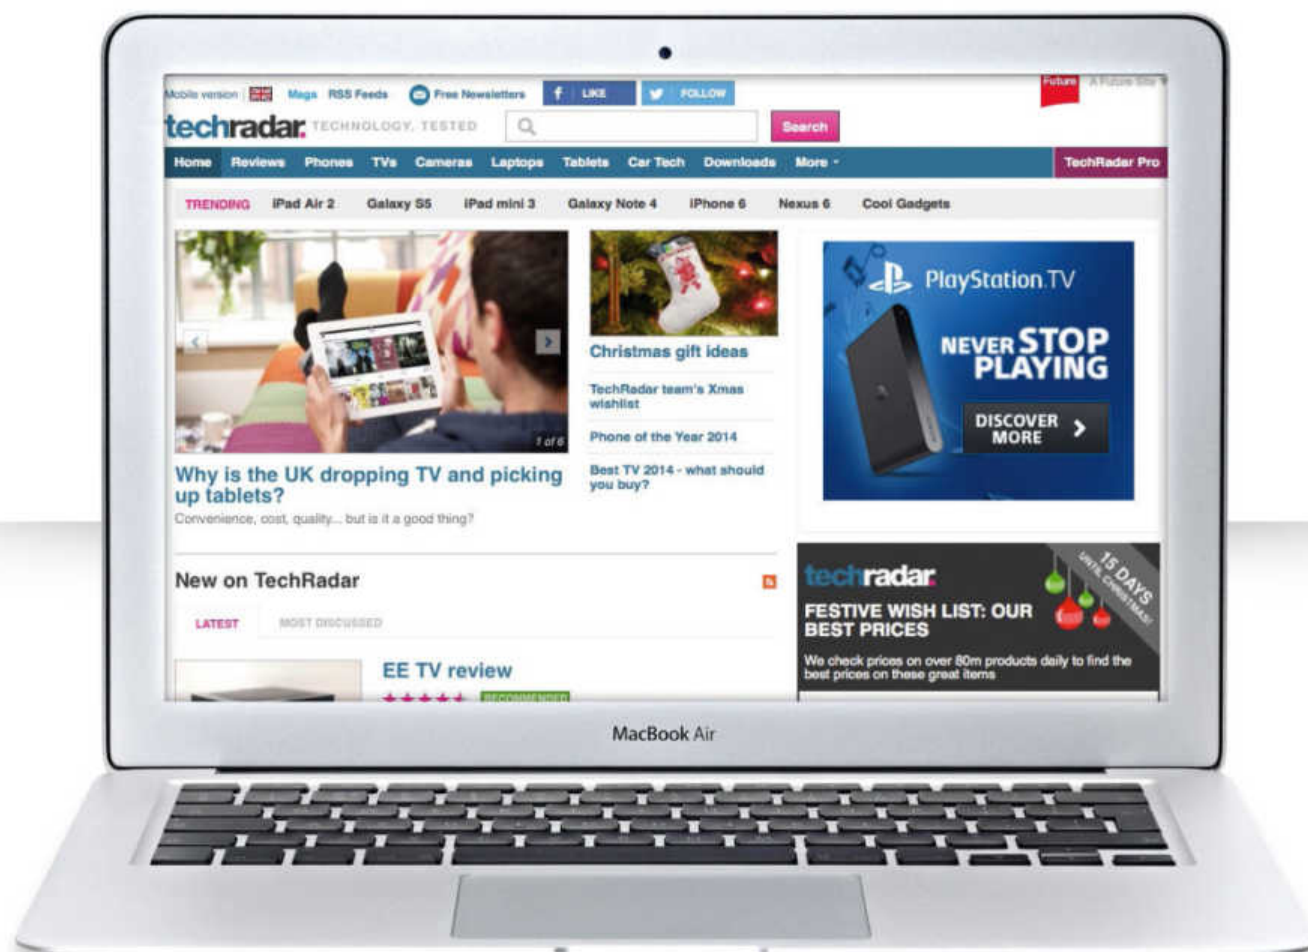 Mobile version
Mags RSS Feeds Free Newsletters f LIKE FOLLOW
Future A Future Site
techradar. TECHNOLOGY. TESTED Search
Home Reviews Phones TVs Cameras Laptops Tablets Car Tech Downloads More TechRadar Pro
TRENDING iPad Air 2 Galaxy S5 iPad mini 3 Galaxy Note 4 iPhone 6 Nexus 6 Cool Gadgets
1 of 6
Why is the UK dropping TV and picking
up tablets?
Convenience, cost, quality... but is it a good thing?
Christmas gift ideas
TechRadar team's Xmas
wishlist
Phone of the Year 2014
Best TV 2014 - what should
you buy?
PlayStation.TV
NEVER STOP
PLAYING
DISCOVER
MORE
New on TechRadar
LATEST MOST DISCUSSED
EE TV review
RECOMMENDED
techradar.
15 DAYS
UNTIL CHRISTMAS!
FESTIVE WISH LIST: OUR
BEST PRICES
We check prices on over 80m products daily to find the
best prices on these great items
MacBook Air